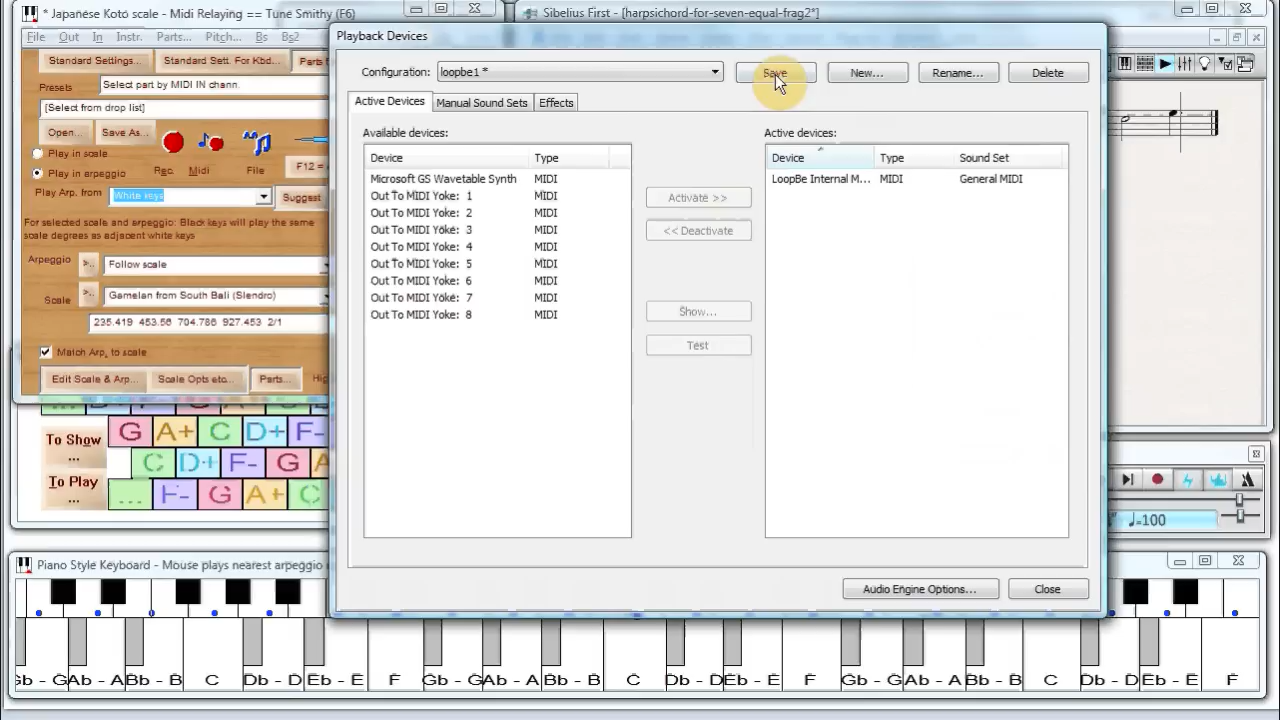 * Japanese Koto scale - Midi Relaying == Tune Smithy (F6)
File Out In Instr. Parts... Pitch... Bs Bs2
Standard Settings... Standard Sett. For Kbd... Parts
Presets Select part by MIDI IN chann.
[Select from drop list]
Open... Save As...
Play in scale
Play in arpeggio
Rec. Midi File F12 =
Play Arp. from White keys Suggest
For selected scale and arpeggio: Black keys will play the same
scale degrees as adjacent white keys
Arpeggio >.. Follow scale
Scale >.. Gamelan from South Bali (Slendro)
235.419 453.56 704.786 927.453 2/1
Match Arp. to scale
Edit Scale & Arp... Scale Opts etc... Parts...
To Show
...
To Play
...
G A+ C D+ F-
C D+ F- G A
... F- G A+ C
Sibelius First - [harpsichord-for-seven-equal-frag2*]
Playback Devices
Configuration: loopbe1 * Save New... Rename... Delete
Active Devices Manual Sound Sets Effects
Available devices:
Device Type
Microsoft GS Wavetable Synth MIDI
Out To MIDI Yoke: 1 MIDI
Out To MIDI Yoke: 2 MIDI
Out To MIDI Yoke: 3 MIDI
Out To MIDI Yoke: 4 MIDI
Out To MIDI Yoke: 5 MIDI
Out To MIDI Yoke: 6 MIDI
Out To MIDI Yoke: 7 MIDI
Out To MIDI Yoke: 8 MIDI
Activate >>
<< Deactivate
Show...
Test
Active devices:
Device Type Sound Set
LoopBe Internal M... MIDI General MIDI
Audio Engine Options... Close
♩=100
Piano Style Keyboard - Mouse plays nearest arpeggio
Gb - G Ab - A Bb - B C Db - D Eb - E F Gb - G Ab - A Bb - B C Db - D Eb - E F Gb - G Ab - A Bb - B C Db - D Eb - E F